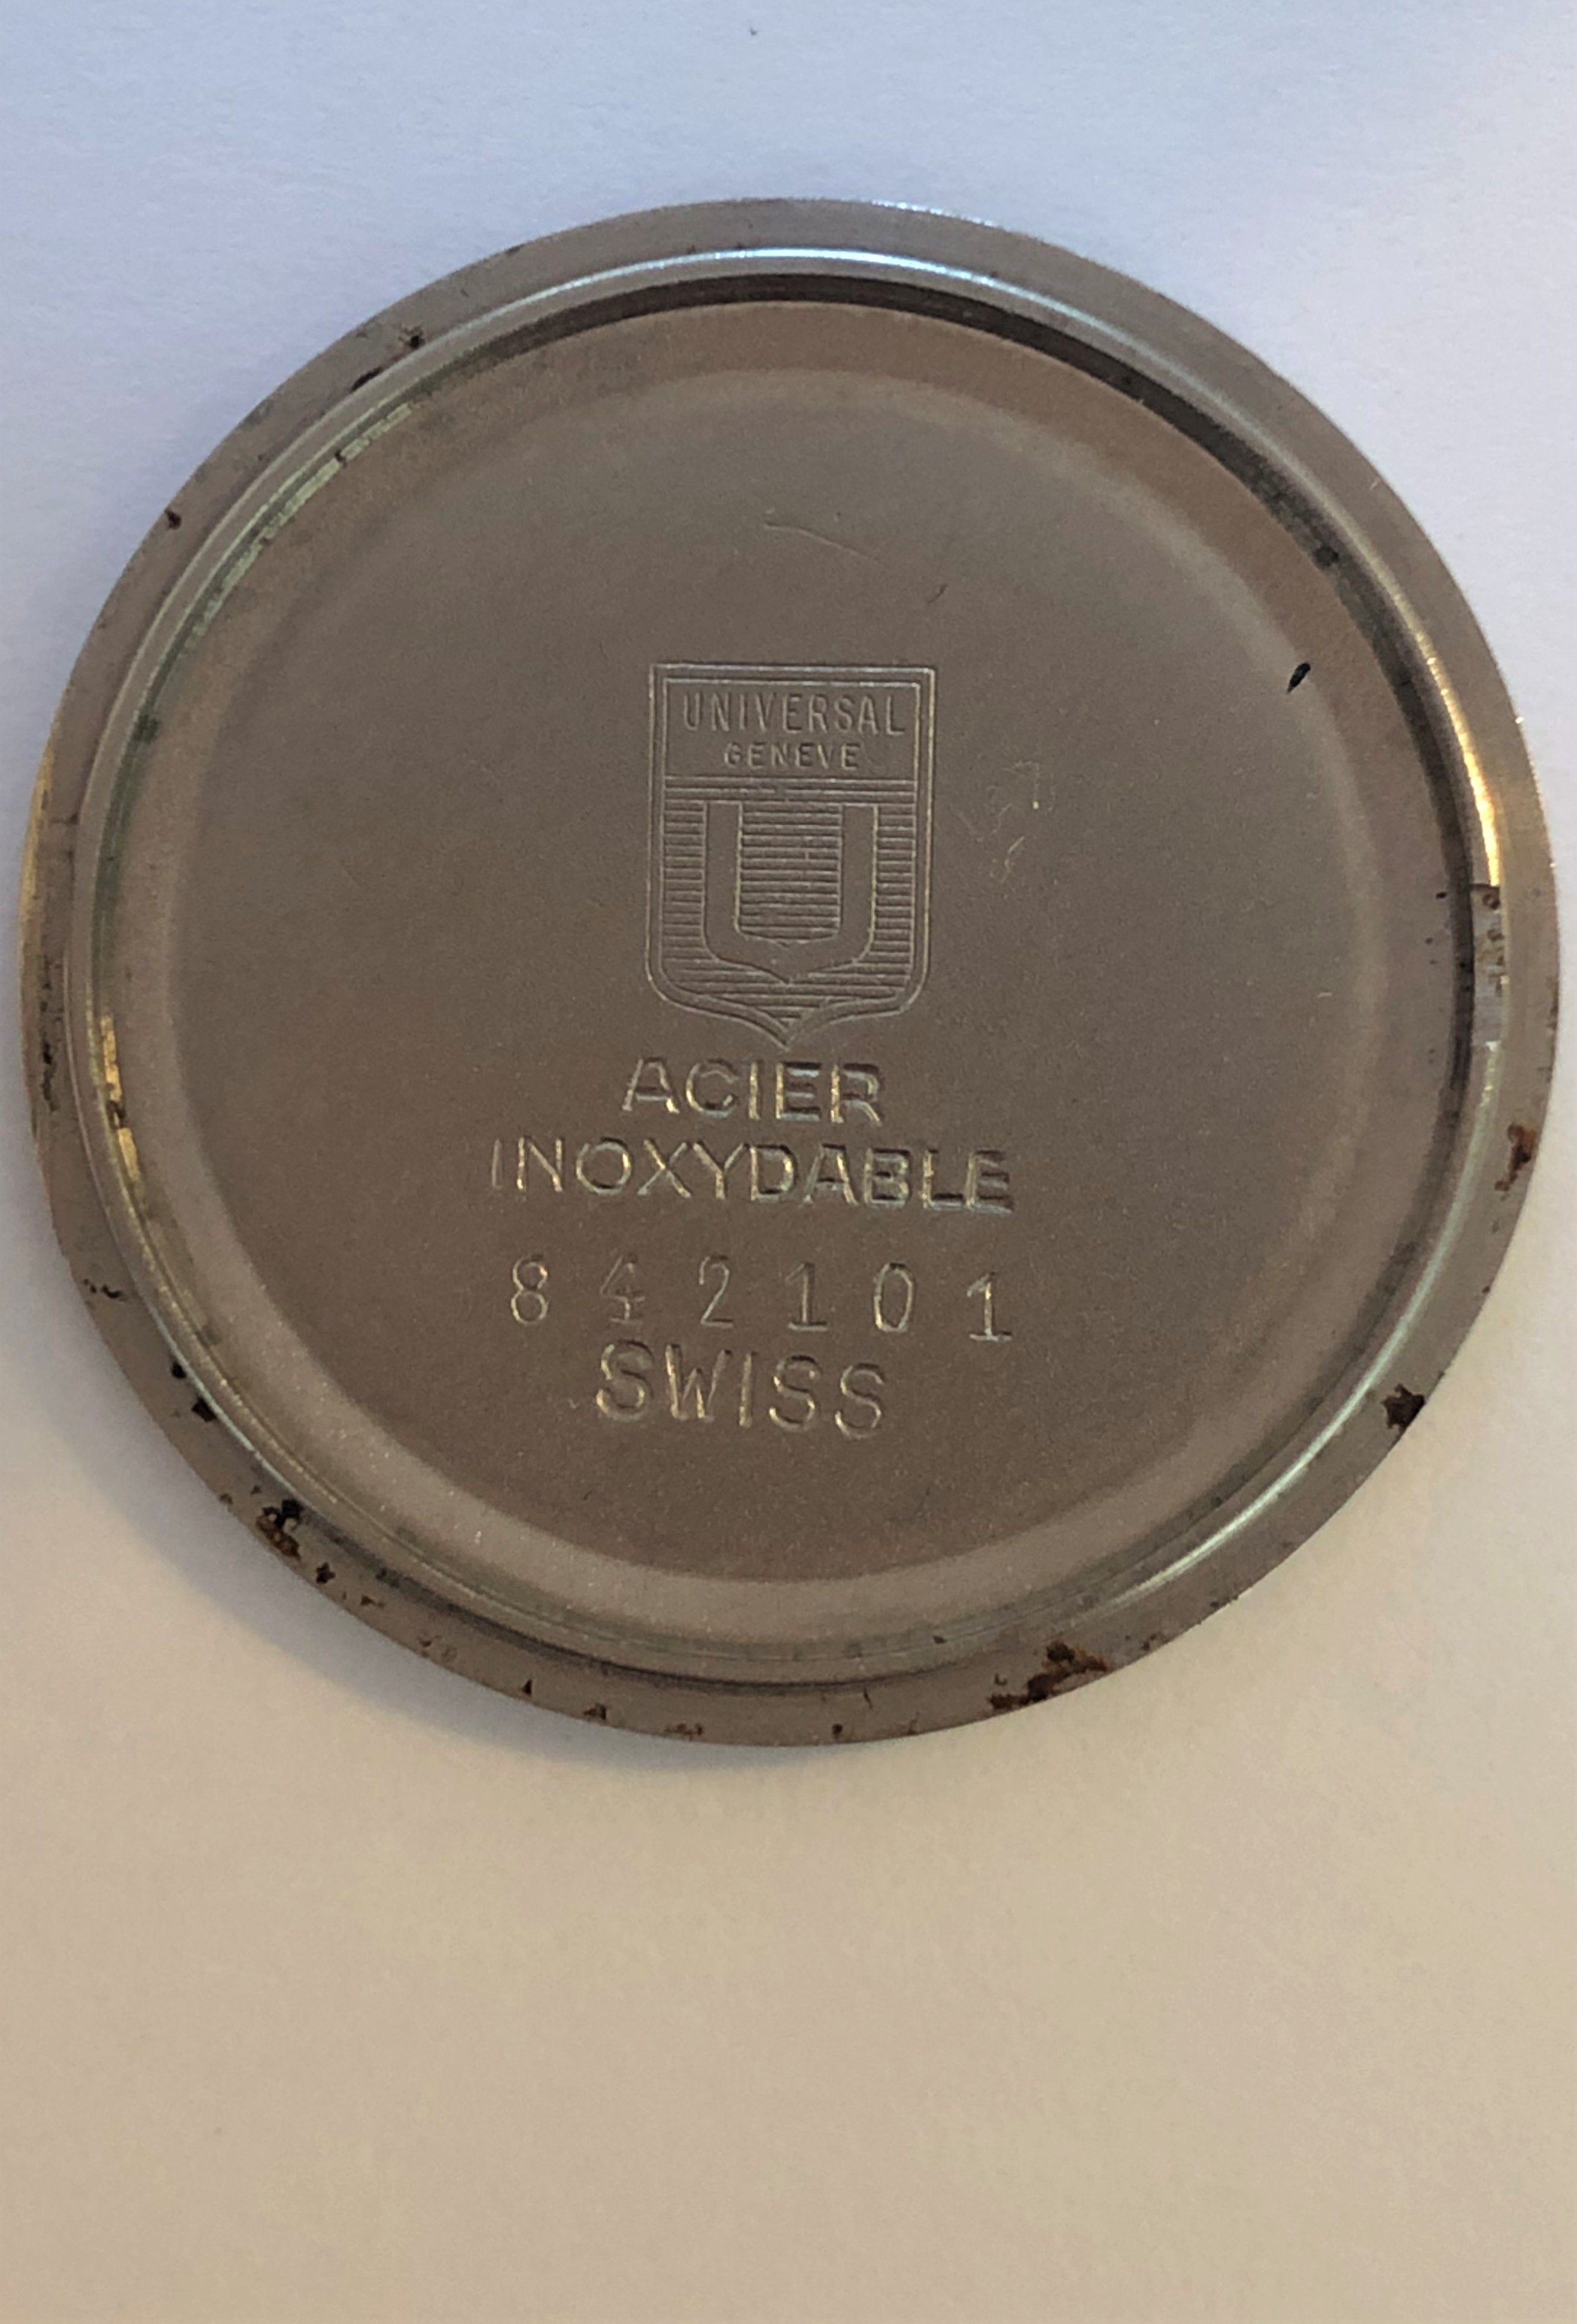 UNIVERSAL
GENEVE
U
ACIER
INOXYDABLE
842101
SWISS